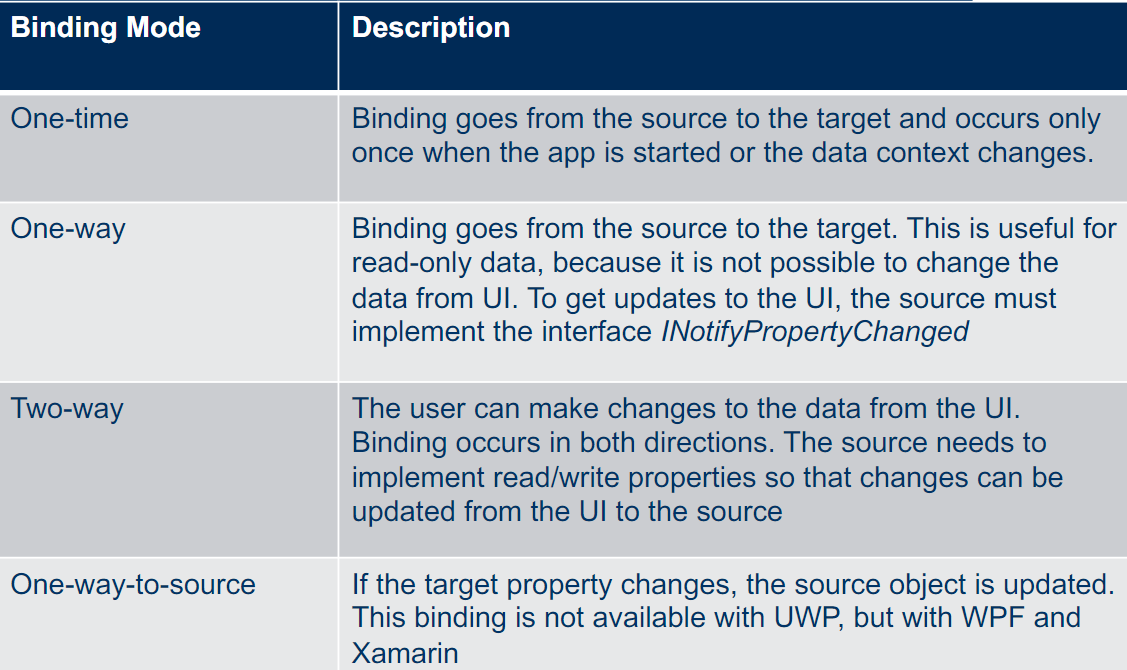 Binding Mode
Description
One-time
Binding goes from the source to the target and occurs only
once when the app is started or the data context changes.
One-way
Binding goes from the source to the target. This is useful for
read-only data, because it is not possible to change the
data from UI. To get updates to the UI, the source must
implement the interface INotifyPropertyChanged
Two-way
The user can make changes to the data from the UI.
Binding occurs in both directions. The source needs to
implement read/write properties so that changes can be
updated from the UI to the source
One-way-to-source
If the target property changes, the source object is updated.
This binding is not available with UWP, but with WPF and
Xamarin